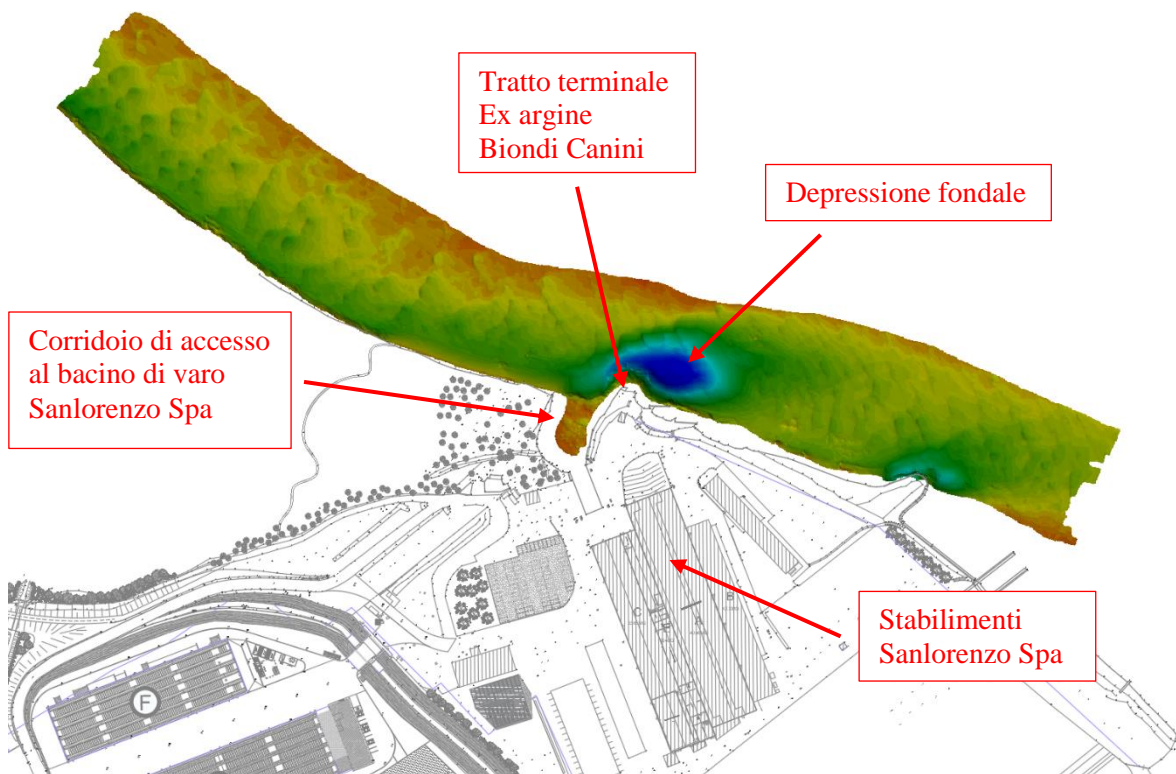 Tratto terminale
Ex argine
Biondi Canini
Depressione fondale
Corridoio di accesso
al bacino di varo
Sanlorenzo Spa
Stabilimenti
Sanlorenzo Spa
F